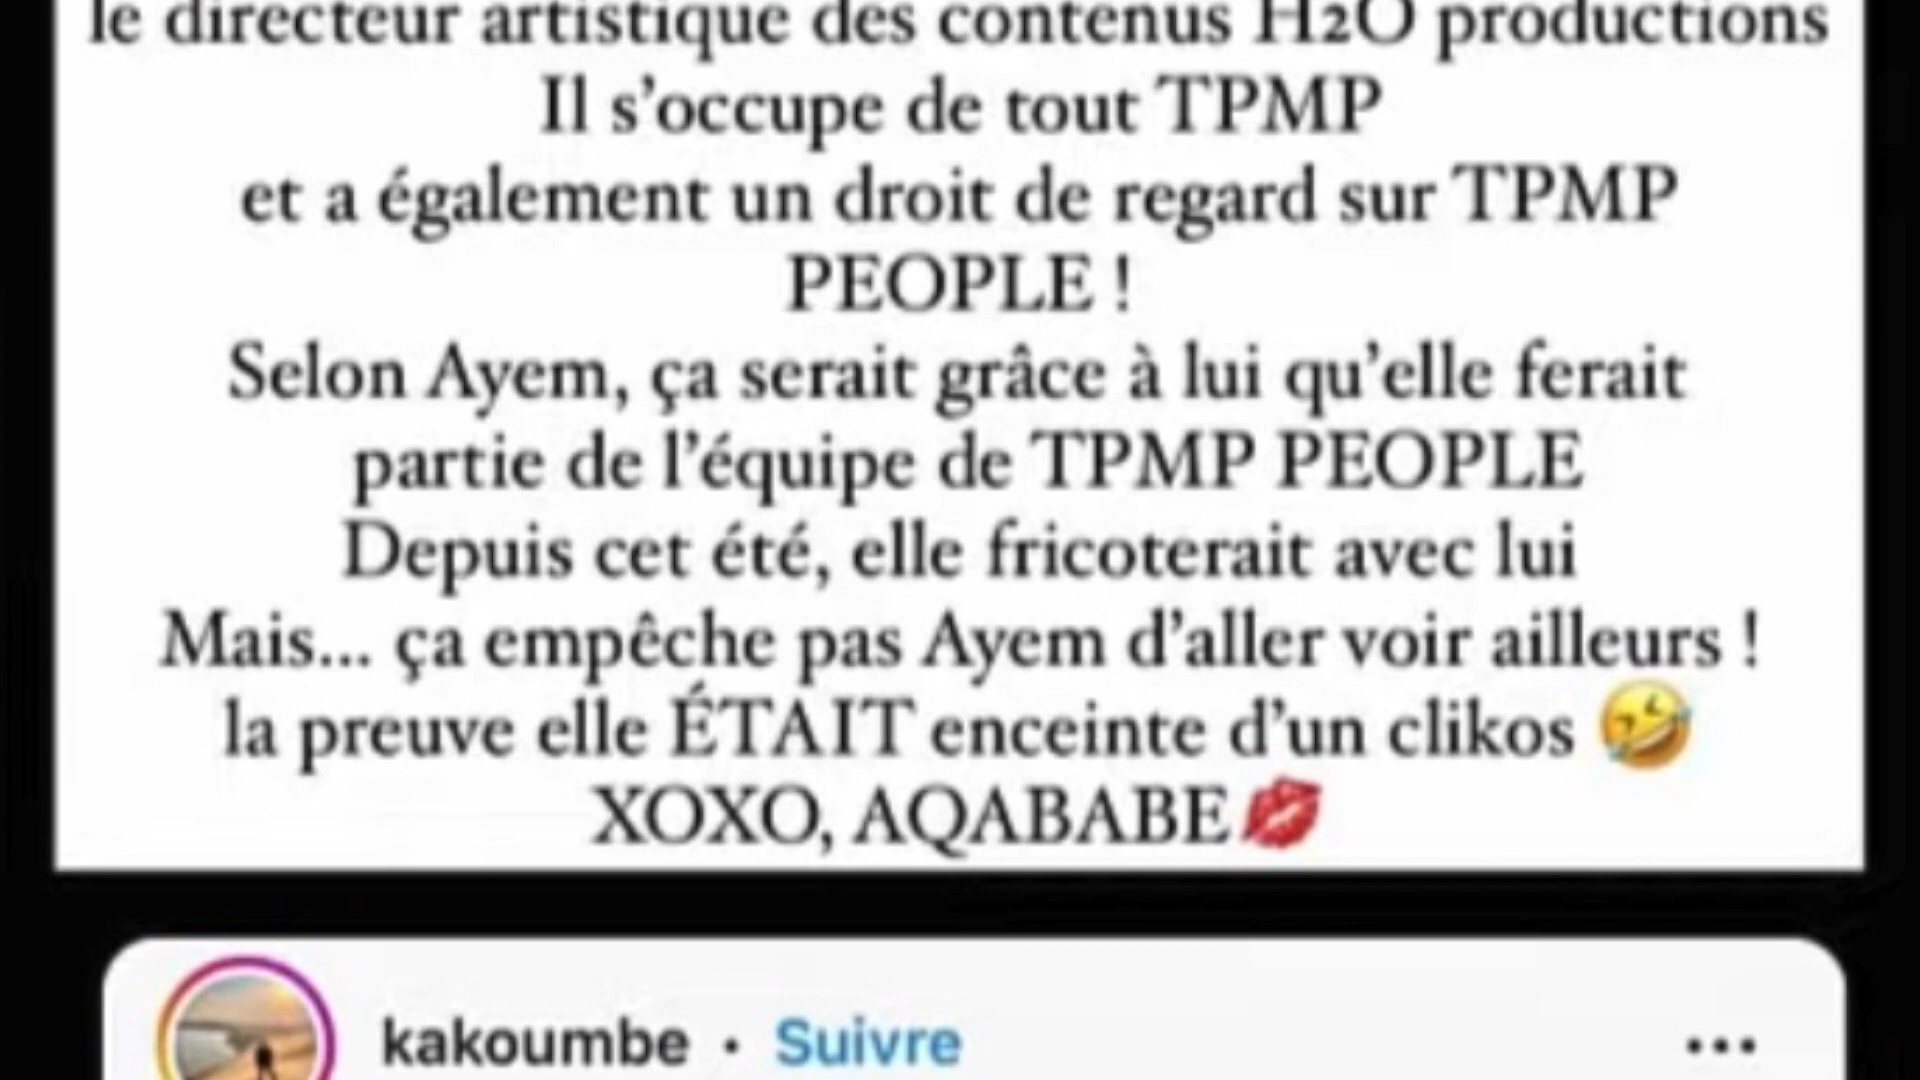 le directeur artistique des contenus H2O productions
Il s’occupe de tout TPMP
et a également un droit de regard sur TPMP
PEOPLE !
Selon Ayem, ça serait grâce à lui qu’elle ferait
partie de l’équipe de TPMP PEOPLE
Depuis cet été, elle fricoterait avec lui
Mais... ça empêche pas Ayem d’aller voir ailleurs !
la preuve elle ÉTAIT enceinte d’un clikos 🤣
XOXO, AQABABE💋
kakoumbe • Suivre